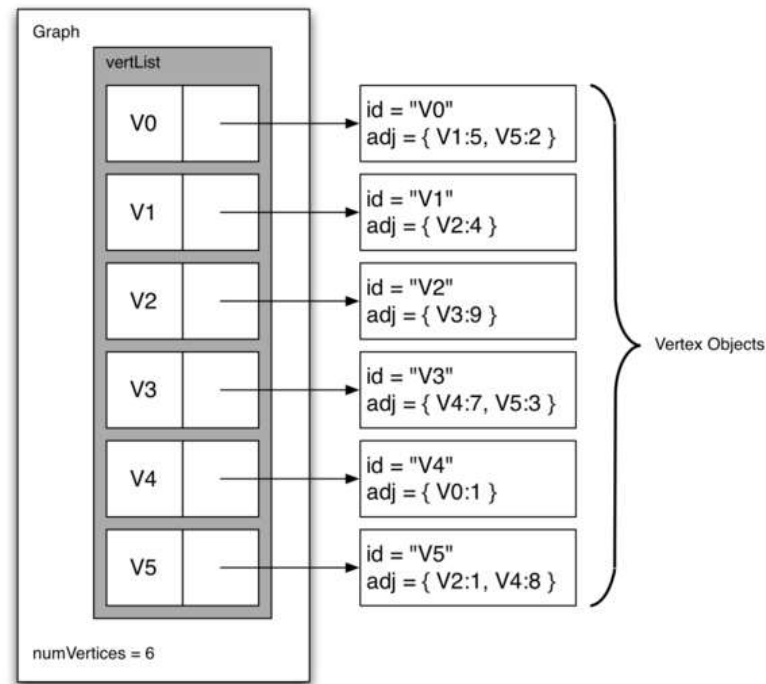 Graph
vertList
V0
id = "V0"
adj = { V1:5, V5:2 }
V1
id = "V1"
adj = { V2:4 }
V2
id = "V2"
adj = { V3:9 }
Vertex Objects
V3
id = "V3"
adj = { V4:7, V5:3 }
V4
id = "V4"
adj = { V0:1 }
V5
id = "V5"
adj = { V2:1, V4:8 }
numVertices = 6